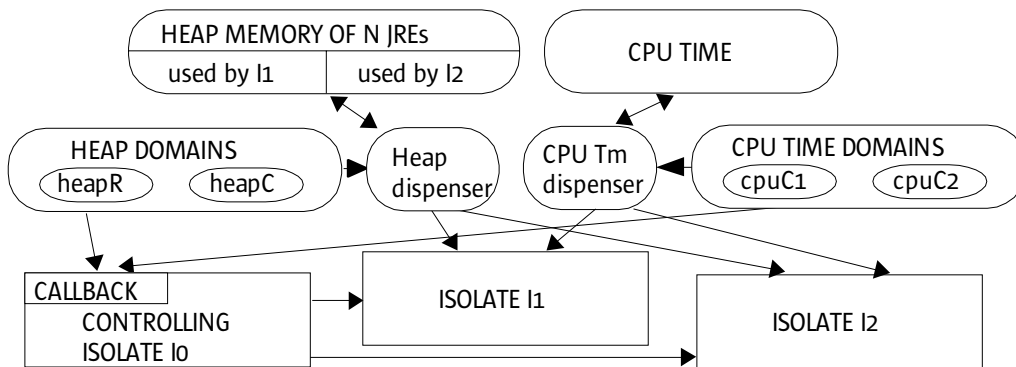 HEAP MEMORY OF N JREs
used by I1
used by I2
CPU TIME
HEAP DOMAINS
heapR
heapC
Heap
dispenser
CPU Tm
dispenser
CPU TIME DOMAINS
cpuC1
cpuC2
CALLBACK
CONTROLLING
ISOLATE I0
ISOLATE I1
ISOLATE I2